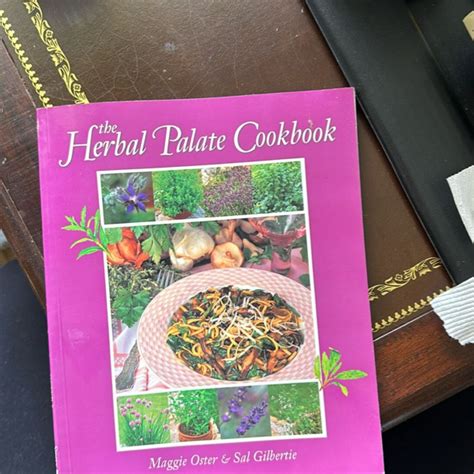 the
Herbal Palate Cookbook
Maggie Oster & Sal Gilbertie